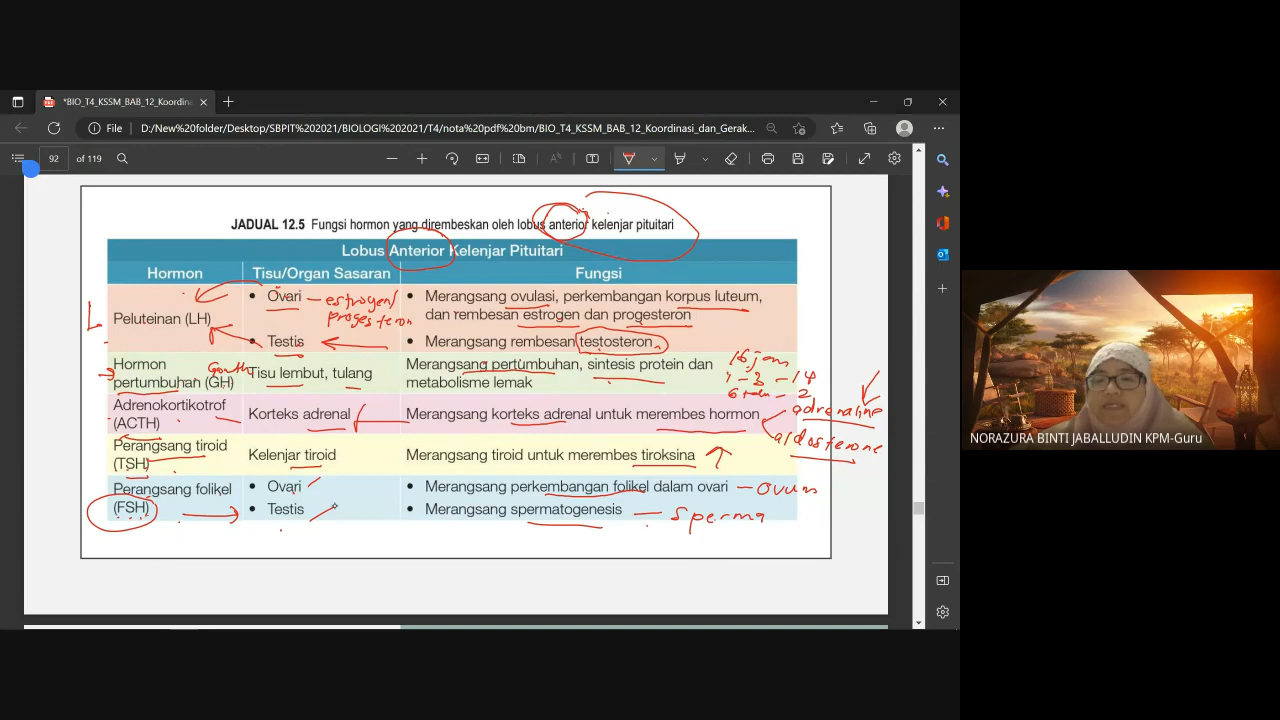 *BIO_T4_KSSM_BAB_12_Koordina
File
D:/New%20folder/Desktop/SBPIT%202021/BIOLOGI%202021/T4/nota%20pdf%20bm/BIO_T4_KSSM_BAB_12_Koordinasi_dan_Gerak...
92 of 119
JADUAL 12.5 Fungsi hormon yang dirembeskan oleh lobus anterior kelenjar pituitari
Lobus Anterior Kelenjar Pituitari
Hormon Tisu/Organ Sasaran Fungsi
Peluteinan (LH)
• Ovari – estrogen/
progesteron
• Merangsang ovulasi, perkembangan korpus luteum,
dan rembesan estrogen dan progesteron
• Testis
• Merangsang rembesan testosteron
Hormon
pertumbuhan (GH)
Growth
Tisu lembut, tulang
Merangsang pertumbuhan, sintesis protein dan
metabolisme lemak
16 jam
1 - 3 - 14
Adrenokortikotrof
(ACTH)
Korteks adrenal
Merangsang korteks adrenal untuk merembes hormon
adrenaline
aldosterone
Perangsang tiroid
(TSH)
Kelenjar tiroid
Merangsang tiroid untuk merembes tiroksina
Perangsang folikel
(FSH)
• Ovari
• Merangsang perkembangan folikel dalam ovari – ovum
• Testis
• Merangsang spermatogenesis – sperma
NORAZURA BINTI JABALLUDIN KPM-Guru